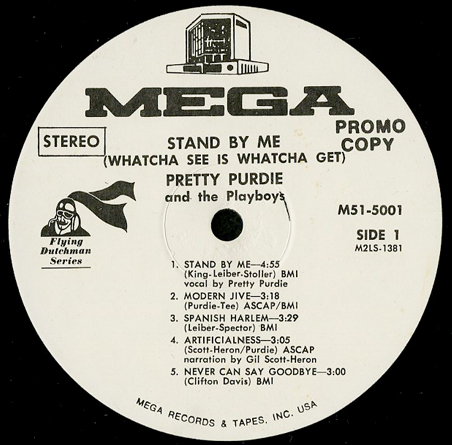 MEGA
PROMO
COPY
STEREO
STAND BY ME
(WHATCHA SEE IS WHATCHA GET)
PRETTY PURDIE
and the Playboys
M51-5001
SIDE 1
M2LS-1381
Flying
Dutchman
Series
1. STAND BY ME—4:55
(King-Leiber-Stoller) BMI
vocal by Pretty Purdie
2. MODERN JIVE—3:18
(Purdie-Tee) ASCAP/BMI
3. SPANISH HARLEM—3:29
(Leiber-Spector) BMI
4. ARTIFICIALNESS—3:05
(Scott-Heron/Purdie) ASCAP
narration by Gil Scott-Heron
5. NEVER CAN SAY GOODBYE—3:00
(Clifton Davis) BMI
MEGA RECORDS & TAPES, INC. USA